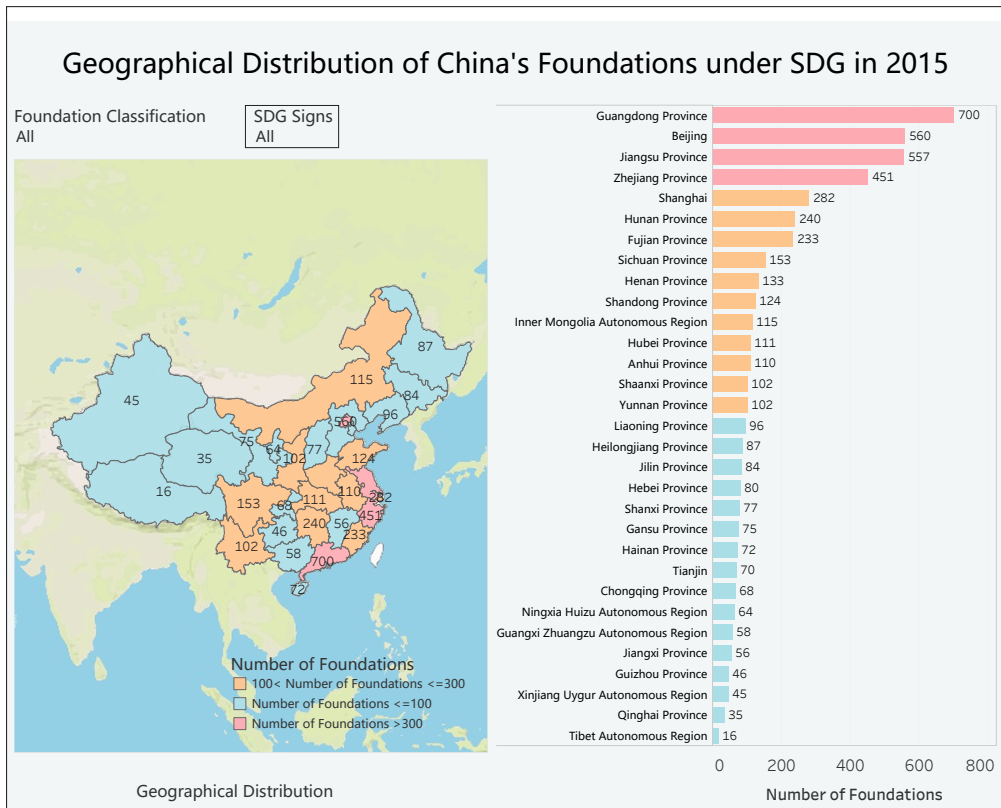 Geographical Distribution of China's Foundations under SDG in 2015
Foundation Classification
All
SDG Signs
All
87
115
45
84
96
560
75
64
77
35
102
124
16
153
68
111
110
282
451
240
56
46
233
102
58
700
72
Number of Foundations
100< Number of Foundations <=300
Number of Foundations <=100
Number of Foundations >300
Geographical Distribution
Guangdong Province 700
Beijing 560
Jiangsu Province 557
Zhejiang Province 451
Shanghai 282
Hunan Province 240
Fujian Province 233
Sichuan Province 153
Henan Province 133
Shandong Province 124
Inner Mongolia Autonomous Region 115
Hubei Province 111
Anhui Province 110
Shaanxi Province 102
Yunnan Province 102
Liaoning Province 96
Heilongjiang Province 87
Jilin Province 84
Hebei Province 80
Shanxi Province 77
Gansu Province 75
Hainan Province 72
Tianjin 70
Chongqing Province 68
Ningxia Huizu Autonomous Region 64
Guangxi Zhuangzu Autonomous Region 58
Jiangxi Province 56
Guizhou Province 46
Xinjiang Uygur Autonomous Region 45
Qinghai Province 35
Tibet Autonomous Region 16
0 200 400 600 800
Number of Foundations